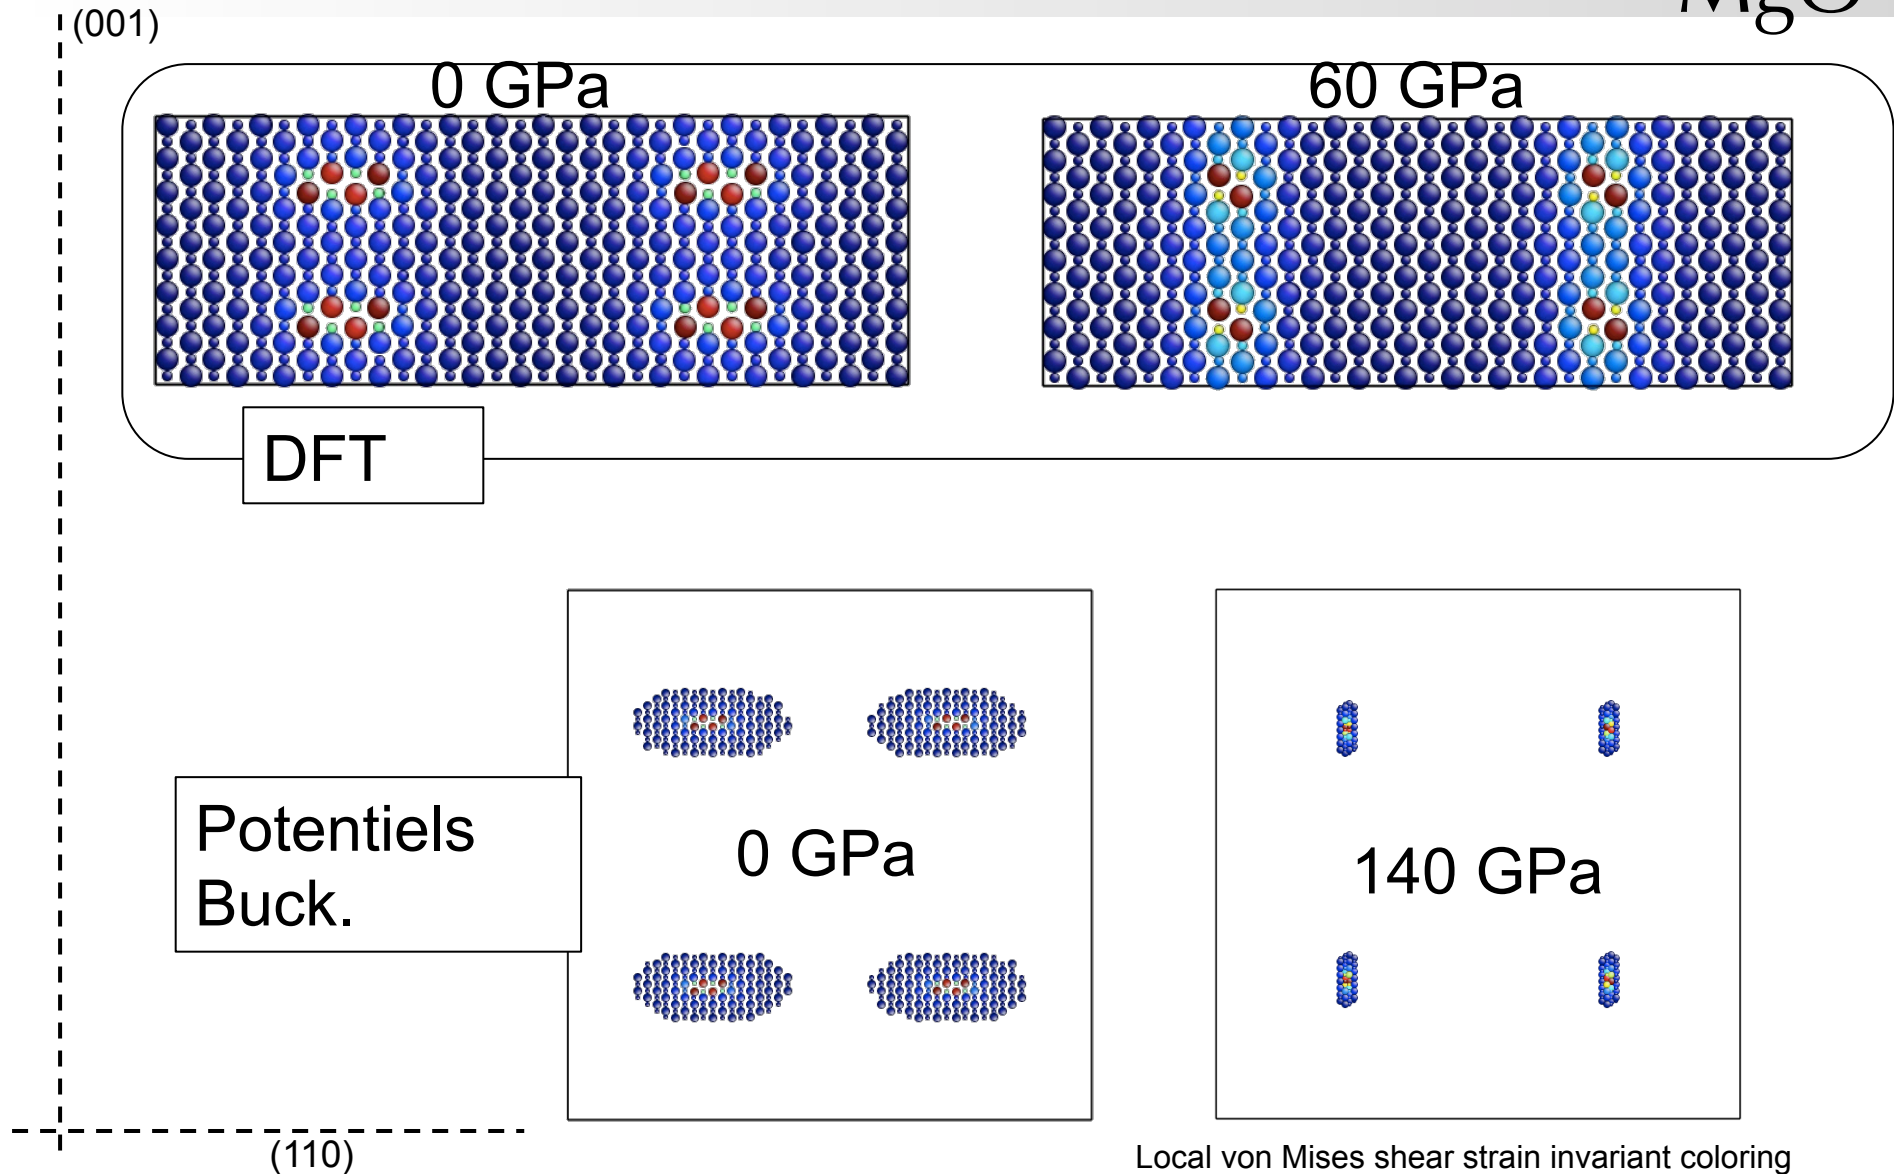 MgO
(001)
0 GPa
60 GPa
DFT
Potentiels
Buck.
0 GPa
140 GPa
(110)
Local von Mises shear strain invariant coloring